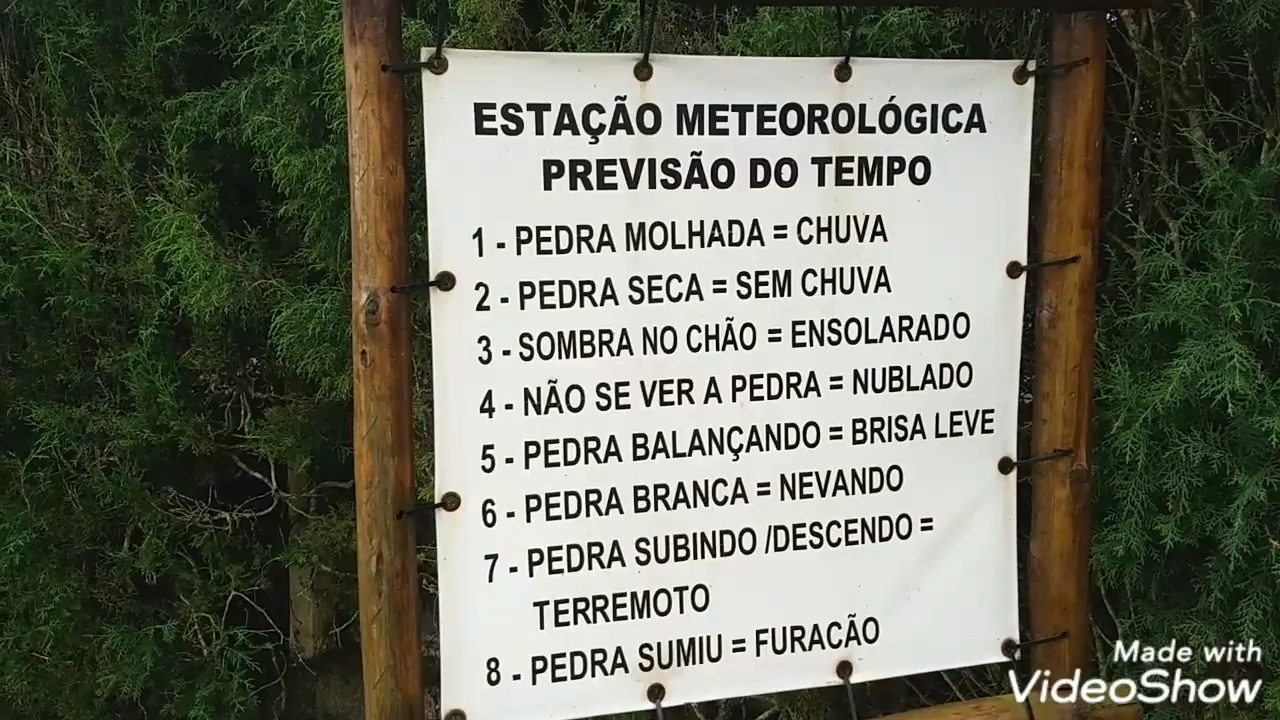 ESTAÇÃO METEOROLÓGICA
PREVISÃO DO TEMPO
1 - PEDRA MOLHADA = CHUVA
2 - PEDRA SECA = SEM CHUVA
3 - SOMBRA NO CHÃO = ENSOLARADO
4 - NÃO SE VER A PEDRA = NUBLADO
5 - PEDRA BALANÇANDO = BRISA LEVE
6 - PEDRA BRANCA = NEVANDO
7 - PEDRA SUBINDO /DESCENDO =
TERREMOTO
8 - PEDRA SUMIU = FURACÃO
Made with
VideoShow